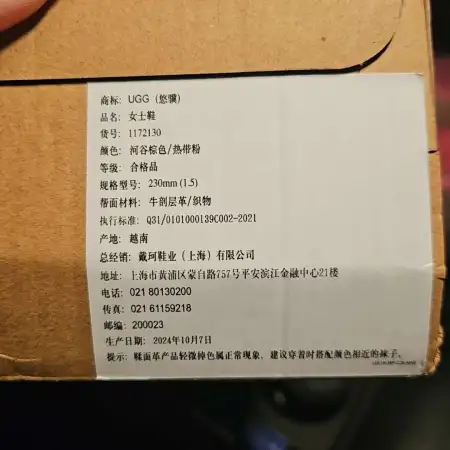 商标: UGG (悠骥)
品名: 女士鞋
货号: 1172130
颜色: 河谷棕色/热带粉
等级: 合格品
规格型号: 230mm (1.5)
帮面材料: 牛剖层革/织物
执行标准: Q31/0101000139C002-2021
产地: 越南
总经销: 戴珂鞋业 (上海) 有限公司
地址: 上海市黄浦区蒙自路757号平安滨江金融中心21楼
电话: 021 80130200
传真: 021 61159218
邮编: 200023
生产日期: 2024年10月7日
提示: 鞋面革产品轻微掉色属正常现象, 建议穿着时搭配颜色相近的袜子。